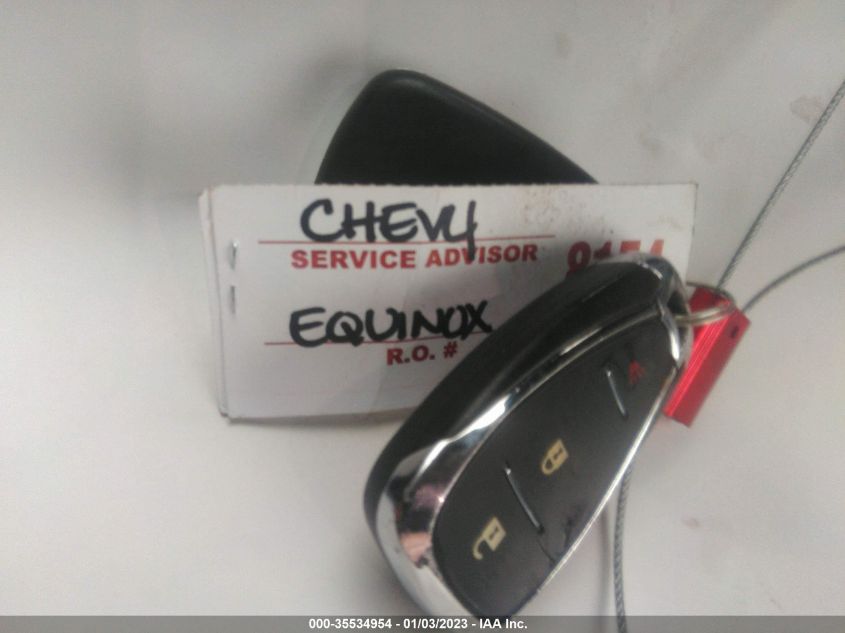 CHEVY
SERVICE ADVISOR
EQUINOX
R.O. #
000-35534954 - 01/03/2023 - IAA Inc.